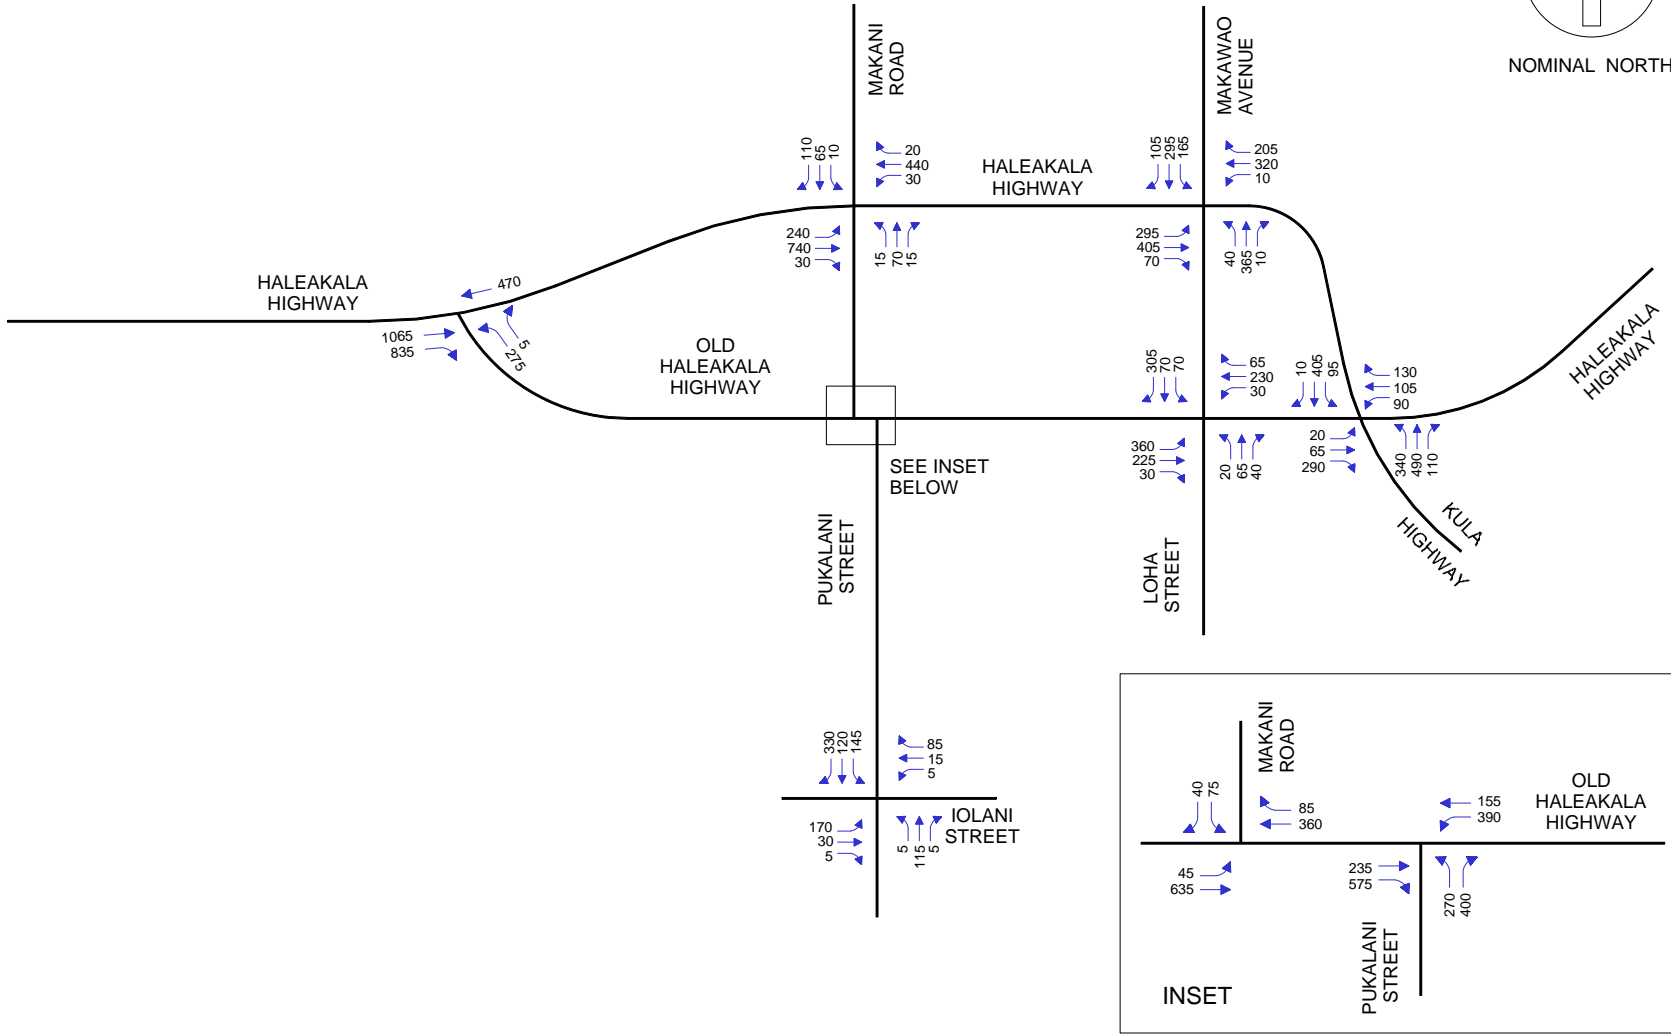 NOMINAL NORTH
MAKANI
ROAD
MAKAWAO
AVENUE
110
65
10
20
440
30
HALEAKALA
HIGHWAY
105
295
165
205
320
10
240
740
30
15
70
15
295
405
70
40
365
10
HALEAKALA
HIGHWAY
470
1065
835
5
275
OLD
HALEAKALA
HIGHWAY
305
70
70
65
230
30
10
405
95
130
105
90
HALEAKALA
HIGHWAY
SEE INSET
BELOW
360
225
30
20
65
40
20
65
290
340
490
110
KULA
HIGHWAY
PUKALANI
STREET
LOHA
STREET
330
120
145
85
15
5
170
30
5
5
115
5
IOLANI
STREET
MAKANI
ROAD
40
75
85
360
155
390
OLD
HALEAKALA
HIGHWAY
45
635
235
575
270
400
PUKALANI
STREET
INSET